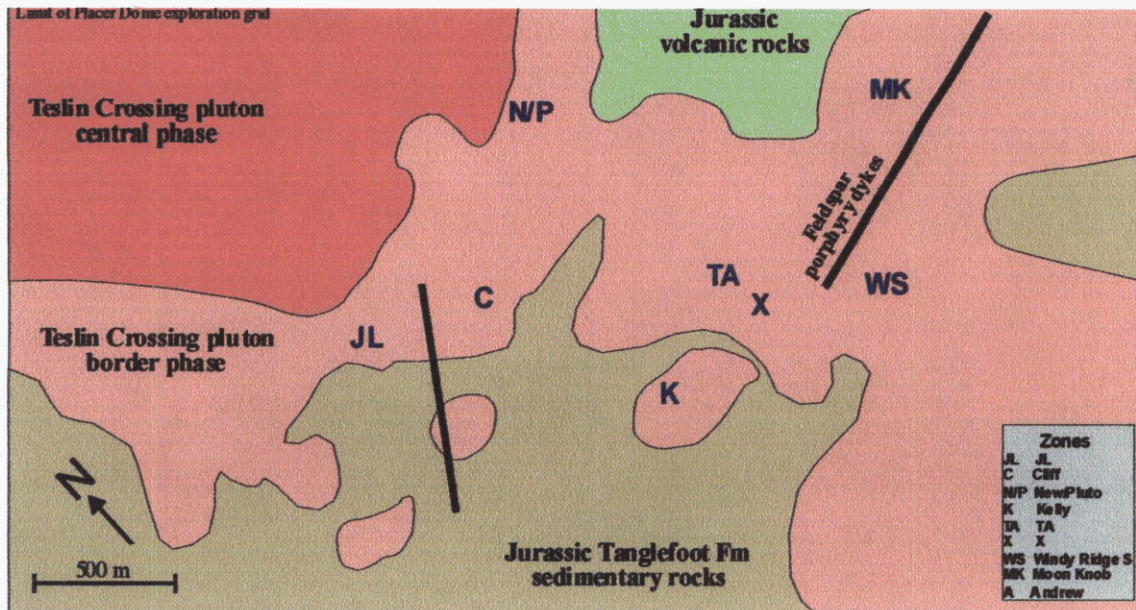 Limit of Placer Dome exploration grid
Jurassic
volcanic rocks
Teslin Crossing pluton
central phase
N/P
MK
Feldspar
porphyry dykes
TA
X
WS
C
JL
Teslin Crossing pluton
border phase
K
N
500 m
Jurassic Tanglefoot Fm
sedimentary rocks
Zones
JL JL
C Cliff
N/P New/Pluto
K Kelly
TA TA
X X
WS Windy Ridge S
MK Moon Knob
A Andrew